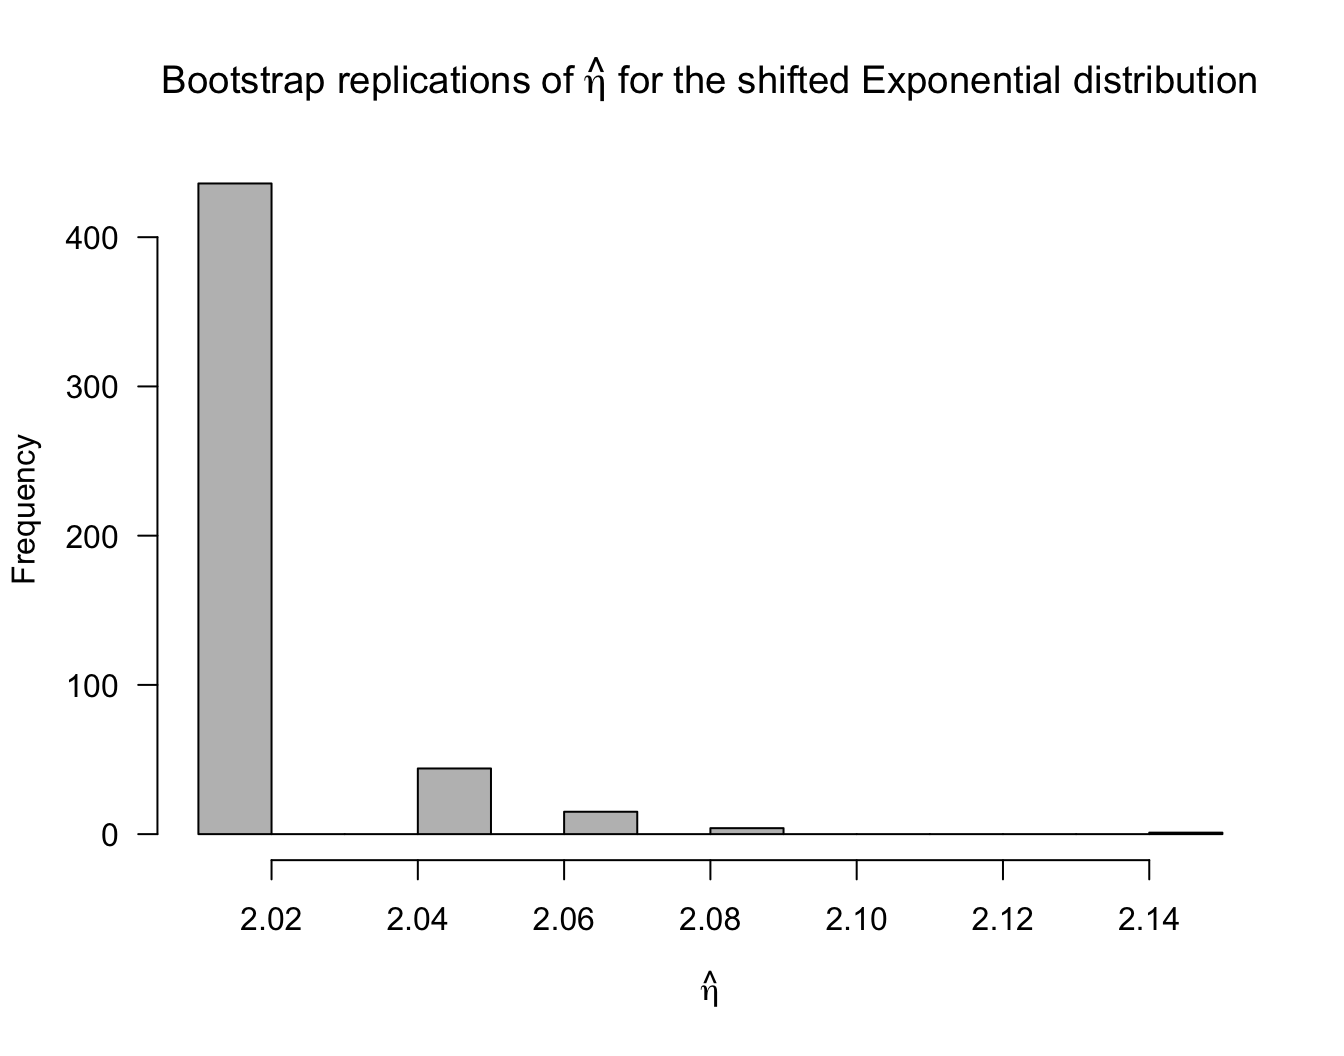 Bootstrap replications of η̂ for the shifted Exponential distribution
400
300
200
100
0
Frequency
2.02 2.04 2.06 2.08 2.10 2.12 2.14
η̂